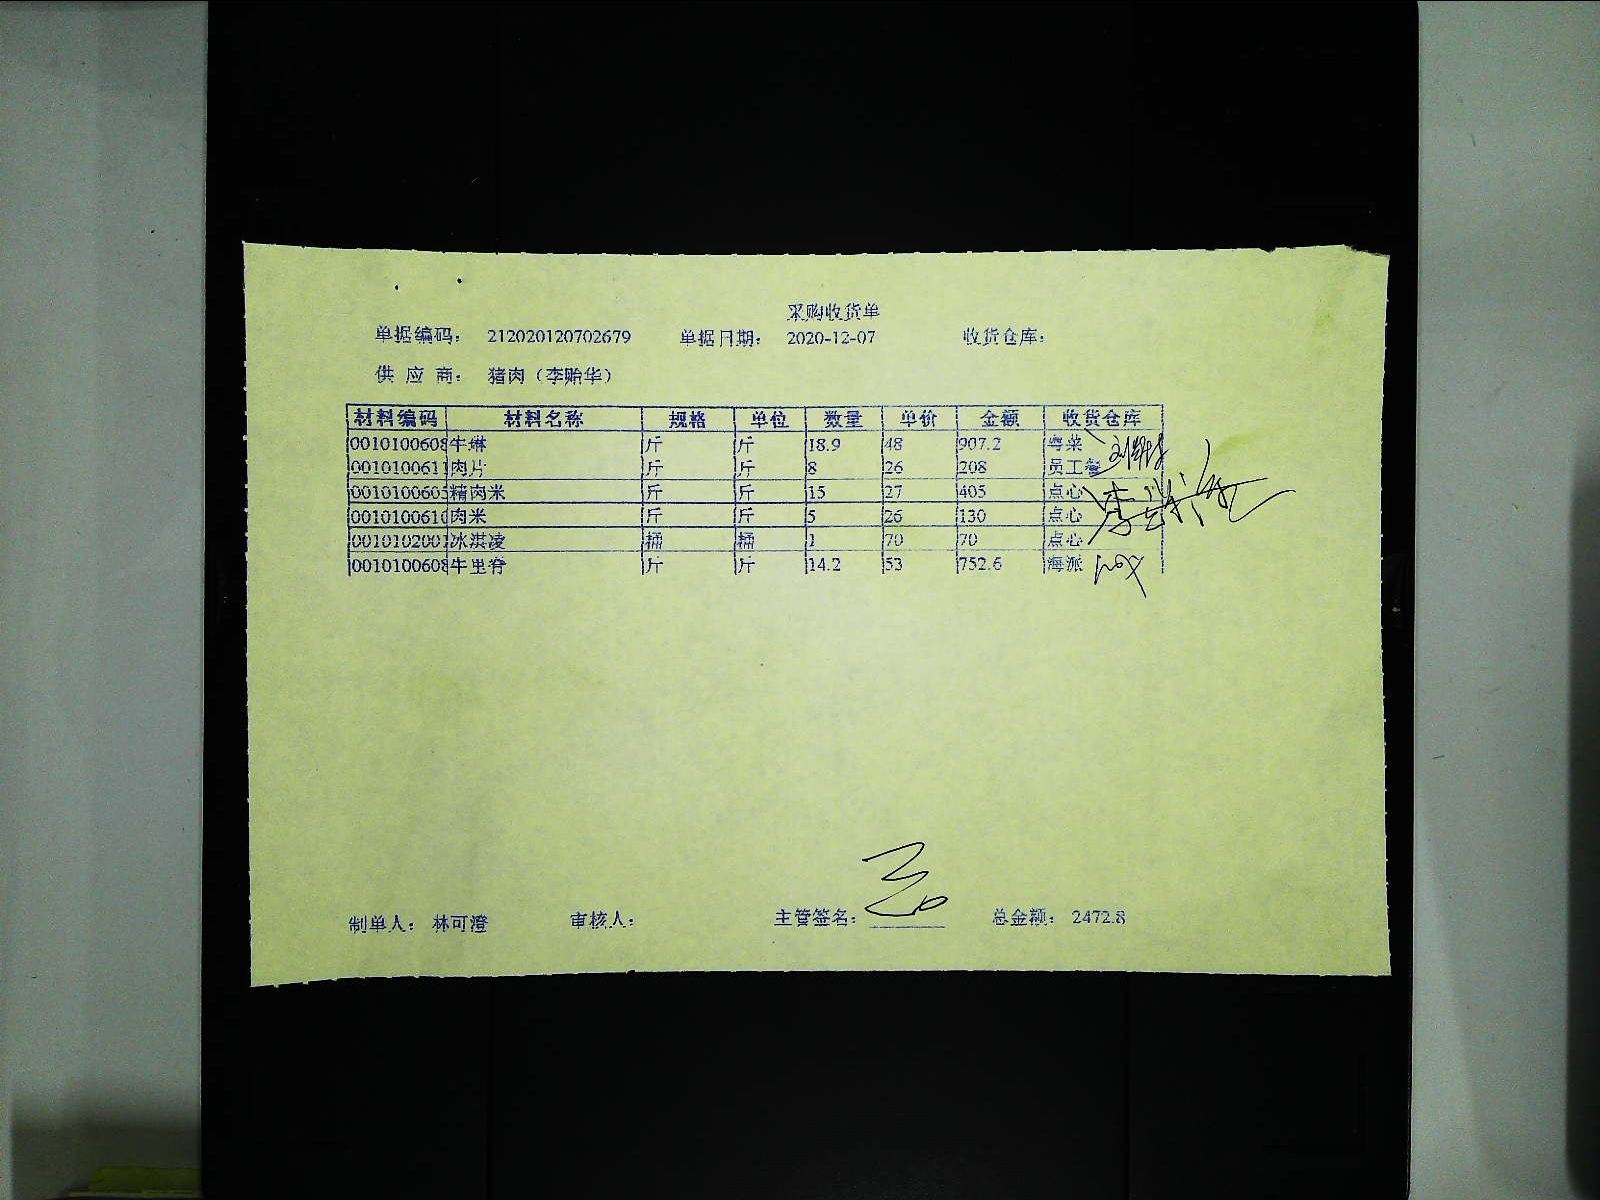 采购收货单
单据编码： 212020120702679 单据日期： 2020-12-07 收货仓库：
供 应 商： 猪肉（李贻华）
材料编码 材料名称 规格 单位 数量 单价 金额 收货仓库
0010100608 牛𬂩 斤 斤 18.9 48 907.2 粤菜
0010100611 肉片 斤 斤 8 26 208 员工餐
0010100605 精肉米 斤 斤 15 27 405 点心
0010100610 肉米 斤 斤 5 26 130 点心
0010102001 冰淇凌 桶 桶 1 70 70 点心
0010100608 牛里脊 斤 斤 14.2 53 752.6 海派
制单人： 林可澄 审核人： 主管签名： 总金额： 2472.8